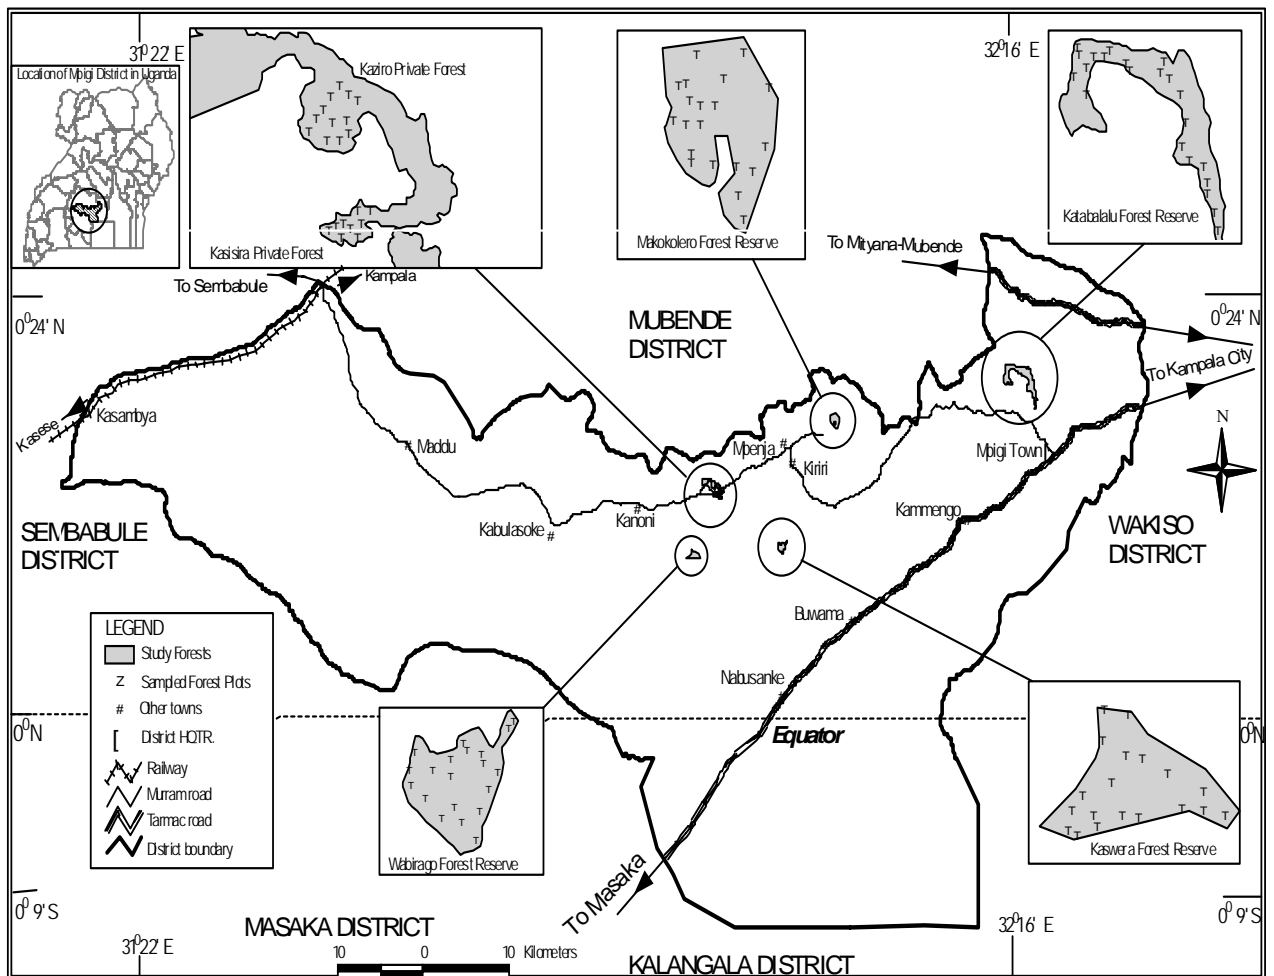 31⁰22' E
32⁰16' E
Location of Mpigi District in Uganda
Kaziro Private Forest
Kasisira Private Forest
Makokolero Forest Reserve
Katabalalu Forest Reserve
To Mityana-Mubende
To Sembabule
Kampala
0⁰24' N
0⁰24' N
MUBENDE
DISTRICT
To Kampala City
Kasese
Kasambya
Maddu
Mpenja
Kiriri
Mpigi Town
N
Kabulasoke
Kanoni
Kammengo
SEMBABULE
DISTRICT
WAKISO
DISTRICT
Buwama
Nabusanke
LEGEND
Study Forests
Z Sampled Forest Plots
# Other towns
[ District HQTR.
Railway
Murram road
Tarmac road
District boundary
0⁰N
0⁰N
Equator
Wabirago Forest Reserve
Kaswera Forest Reserve
To Masaka
0⁰ 9' S
0⁰ 9' S
MASAKA DISTRICT
31⁰22' E
32⁰16' E
10 0 10 Kilometers
KALANGALA DISTRICT